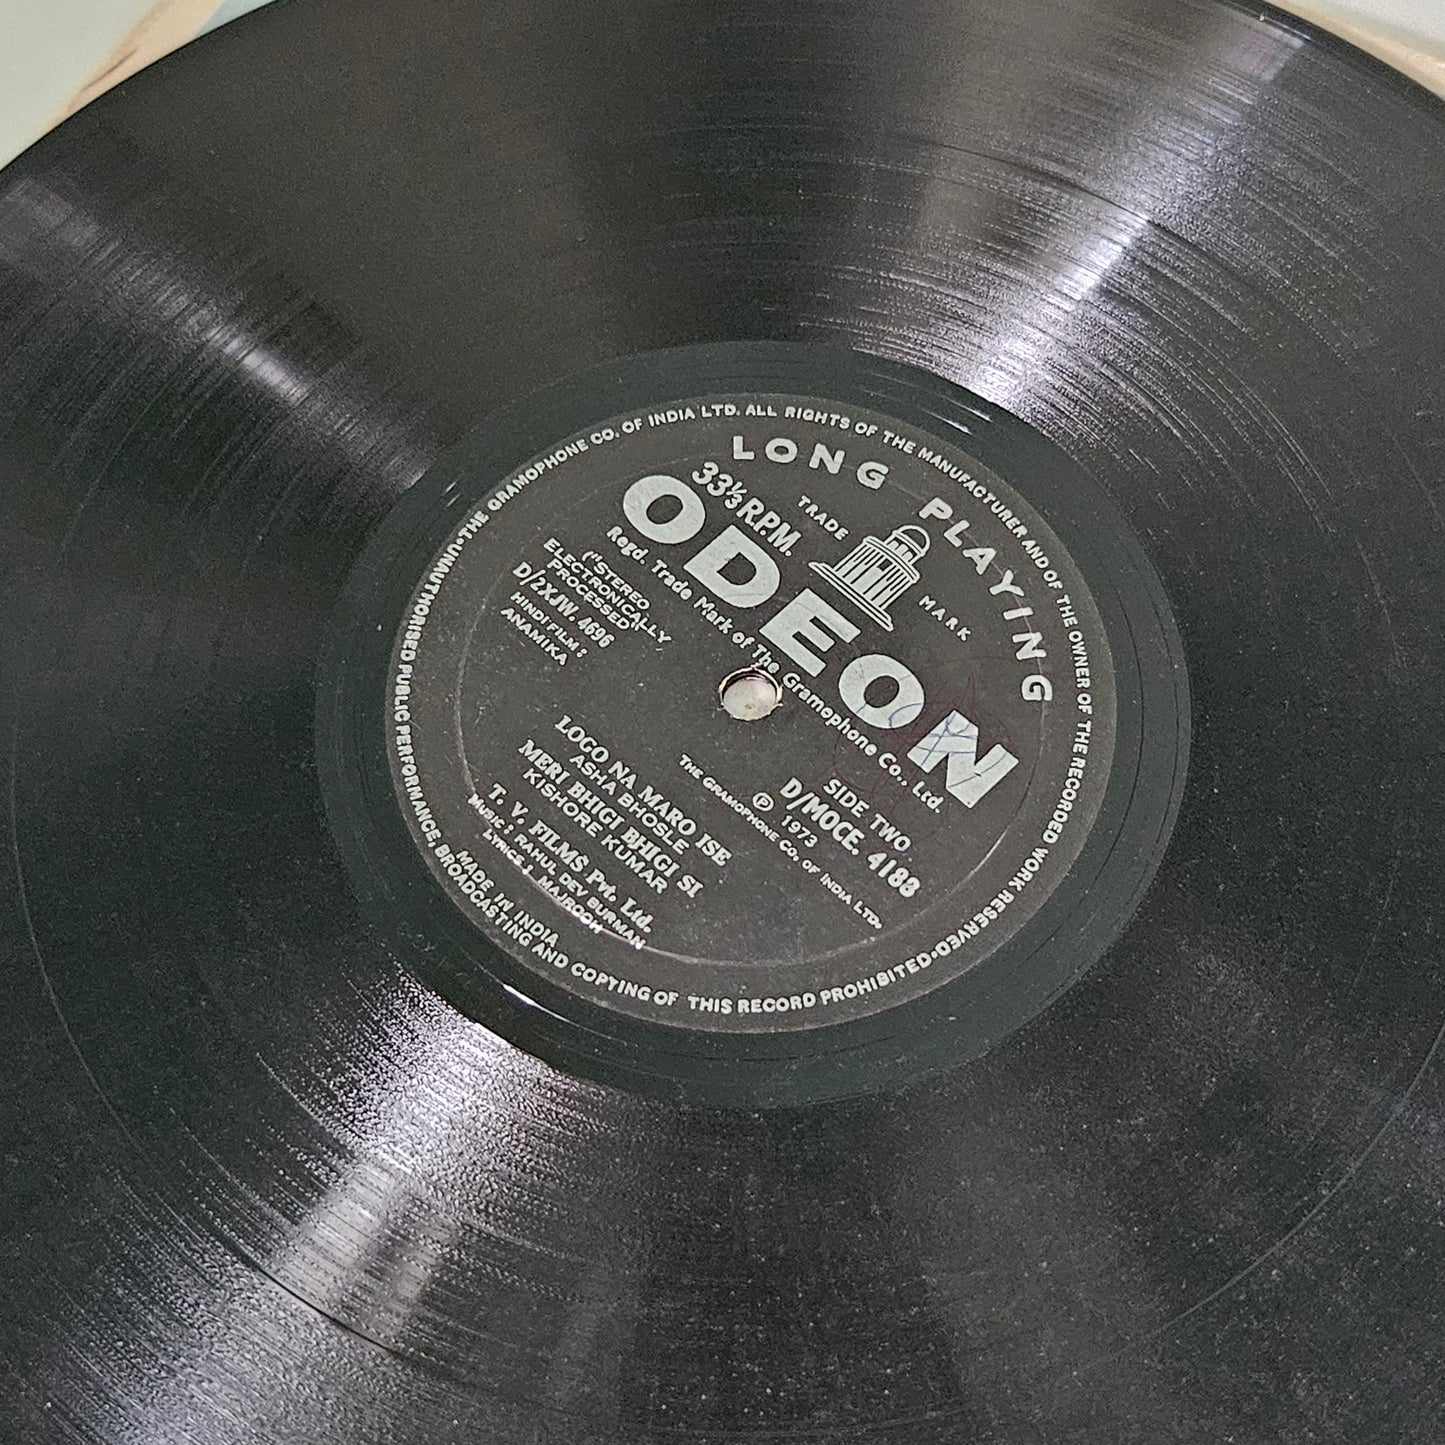 LONG PLAYING
33⅓ R.P.M.
TRADE MARK
ODEON
Regd. Trade Mark of The Gramophone Co., Ltd.
("STEREO
ELECTRONICALLY
PROCESSED")
D/2XJW. 4696
HINDI FILM :
ANAMIKA
SIDE TWO
D/MOCE. 4188
Ⓟ 1973
THE GRAMOPHONE CO. OF INDIA LTD.
LOGO NA MARO ISE
ASHA BHOSLE
MERI BHIGI BHIGI SI
KISHORE KUMAR
T. V. FILMS Pvt. Ltd.
MUSIC : RAHUL DEV BURMAN
LYRICS : MAJROOH
MADE IN INDIA
THE GRAMOPHONE CO. OF INDIA LTD. ALL RIGHTS OF THE MANUFACTURER AND OF THE OWNER OF THE RECORDED WORK RESERVED • UNAUTHORISED PUBLIC PERFORMANCE, BROADCASTING AND COPYING OF THIS RECORD PROHIBITED •